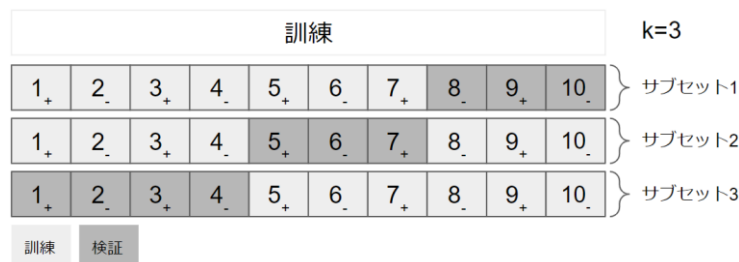 訓練 k=3
1+ 2- 3+ 4- 5+ 6- 7+ 8- 9+ 10- サブセット1
1+ 2- 3+ 4- 5+ 6- 7+ 8- 9+ 10- サブセット2
1+ 2- 3+ 4- 5+ 6- 7+ 8- 9+ 10- サブセット3
訓練 検証